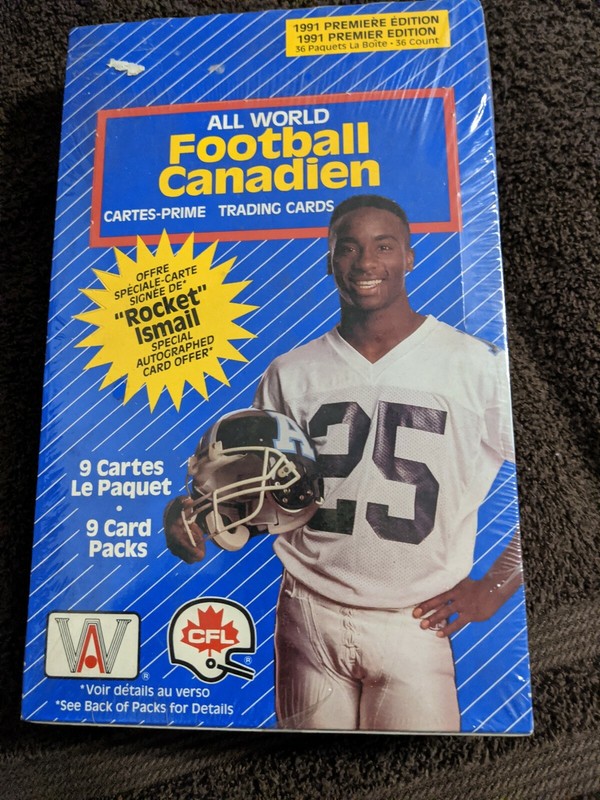 1991 PREMIERE ÉDITION
1991 PREMIER EDITION
36 Paquets La Boîte • 36 Count
ALL WORLD
Football
Canadien
CARTES-PRIME TRADING CARDS
OFFRE
SPÉCIALE-CARTE
SIGNÉE DE*
"Rocket"
Ismail
SPECIAL
AUTOGRAPHED
CARD OFFER*
A
25
9 Cartes
Le Paquet
•
9 Card
Packs
AW
®
CFL
®
*Voir détails au verso
*See Back of Packs for Details